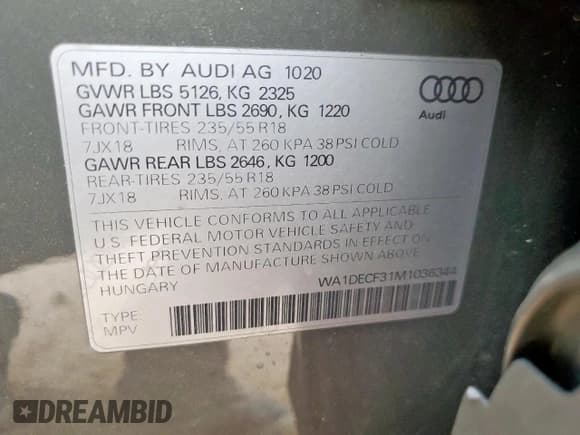 MFD. BY AUDI AG 1020
GVWR LBS 5126, KG 2325
GAWR FRONT LBS 2690, KG 1220
FRONT-TIRES 235/55 R18
7JX18 RIMS, AT 260 KPA 38 PSI COLD
GAWR REAR LBS 2646, KG 1200
REAR-TIRES 235/55 R18
7JX18 RIMS, AT 260 KPA 38 PSI COLD
THIS VEHICLE CONFORMS TO ALL APPLICABLE
U.S. FEDERAL MOTOR VEHICLE SAFETY AND
THEFT PREVENTION STANDARDS IN EFFECT ON
THE DATE OF MANUFACTURE SHOWN ABOVE
HUNGARY
WA1DECF31M1036344
TYPE
MPV
Audi
DREAMBID